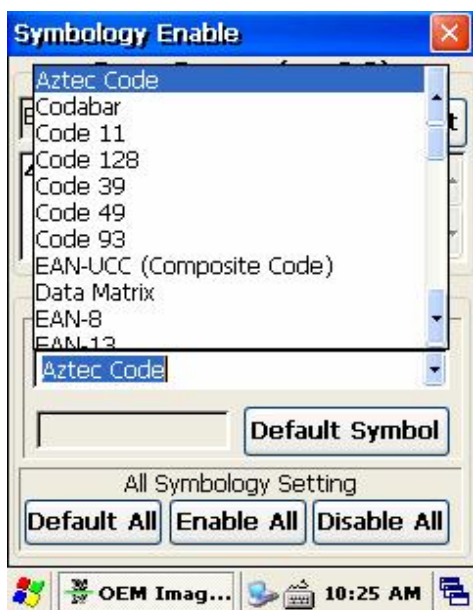 Symbology Enable
Aztec Code
Codabar
Code 11
Code 128
Code 39
Code 49
Code 93
EAN-UCC (Composite Code)
Data Matrix
EAN-8
EAN-13
Aztec Code
Default Symbol
All Symbology Setting
Default All Enable All Disable All
OEM Imag... 10:25 AM